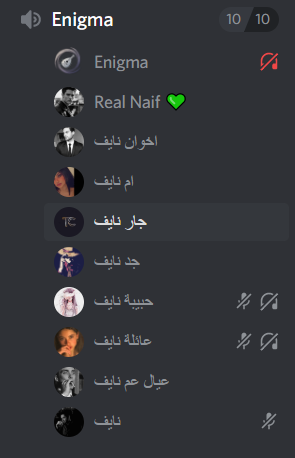 Enigma 10 10
Enigma
Real Naif
اخوان نايف
ام نايف
جار نايف
جد نايف
حبيبة نايف
عائلة نايف
عيال عم نايف
نايف